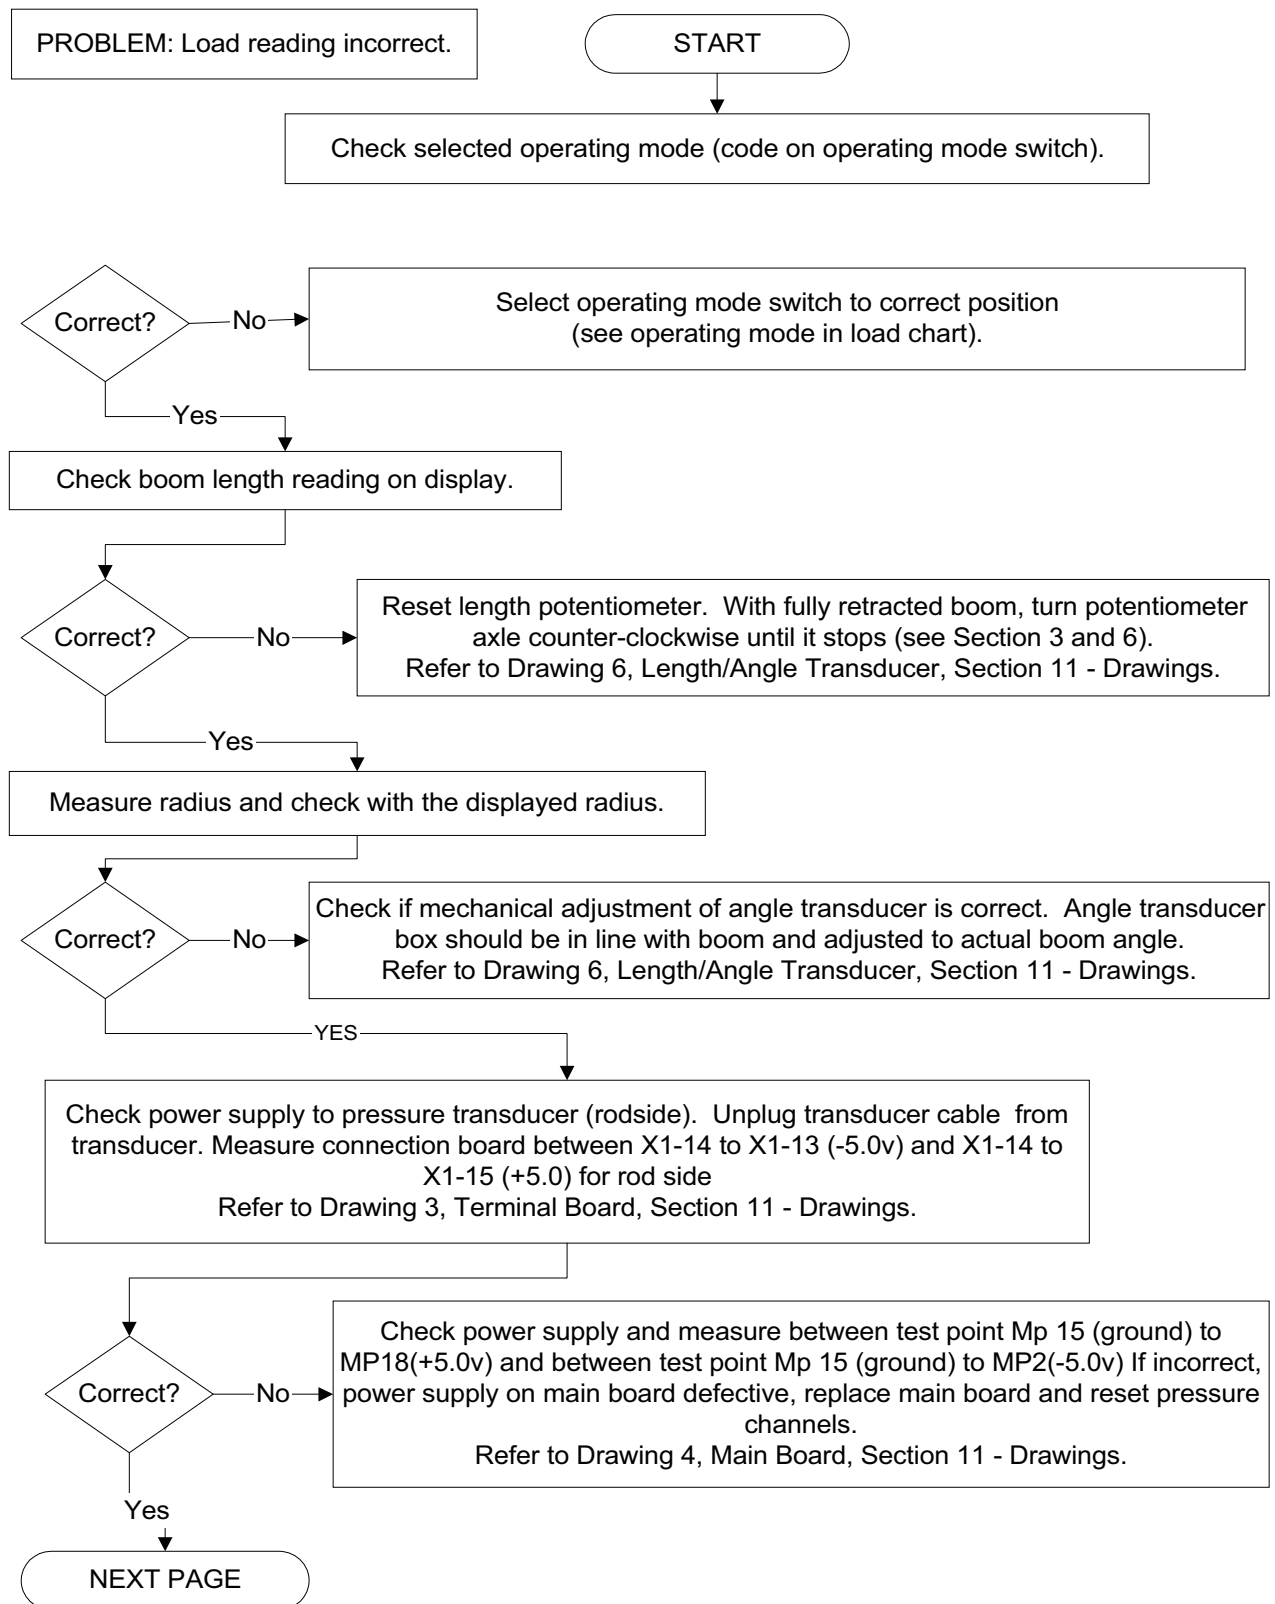 PROBLEM: Load reading incorrect.
START
Check selected operating mode (code on operating mode switch).
Correct?
No
Select operating mode switch to correct position
(see operating mode in load chart).
Yes
Check boom length reading on display.
Correct?
No
Reset length potentiometer. With fully retracted boom, turn potentiometer
axle counter-clockwise until it stops (see Section 3 and 6).
Refer to Drawing 6, Length/Angle Transducer, Section 11 - Drawings.
Yes
Measure radius and check with the displayed radius.
Correct?
No
Check if mechanical adjustment of angle transducer is correct. Angle transducer
box should be in line with boom and adjusted to actual boom angle.
Refer to Drawing 6, Length/Angle Transducer, Section 11 - Drawings.
YES
Check power supply to pressure transducer (rodside). Unplug transducer cable from
transducer. Measure connection board between X1-14 to X1-13 (-5.0v) and X1-14 to
X1-15 (+5.0) for rod side
Refer to Drawing 3, Terminal Board, Section 11 - Drawings.
Correct?
No
Check power supply and measure between test point Mp 15 (ground) to
MP18(+5.0v) and between test point Mp 15 (ground) to MP2(-5.0v) If incorrect,
power supply on main board defective, replace main board and reset pressure
channels.
Refer to Drawing 4, Main Board, Section 11 - Drawings.
Yes
NEXT PAGE